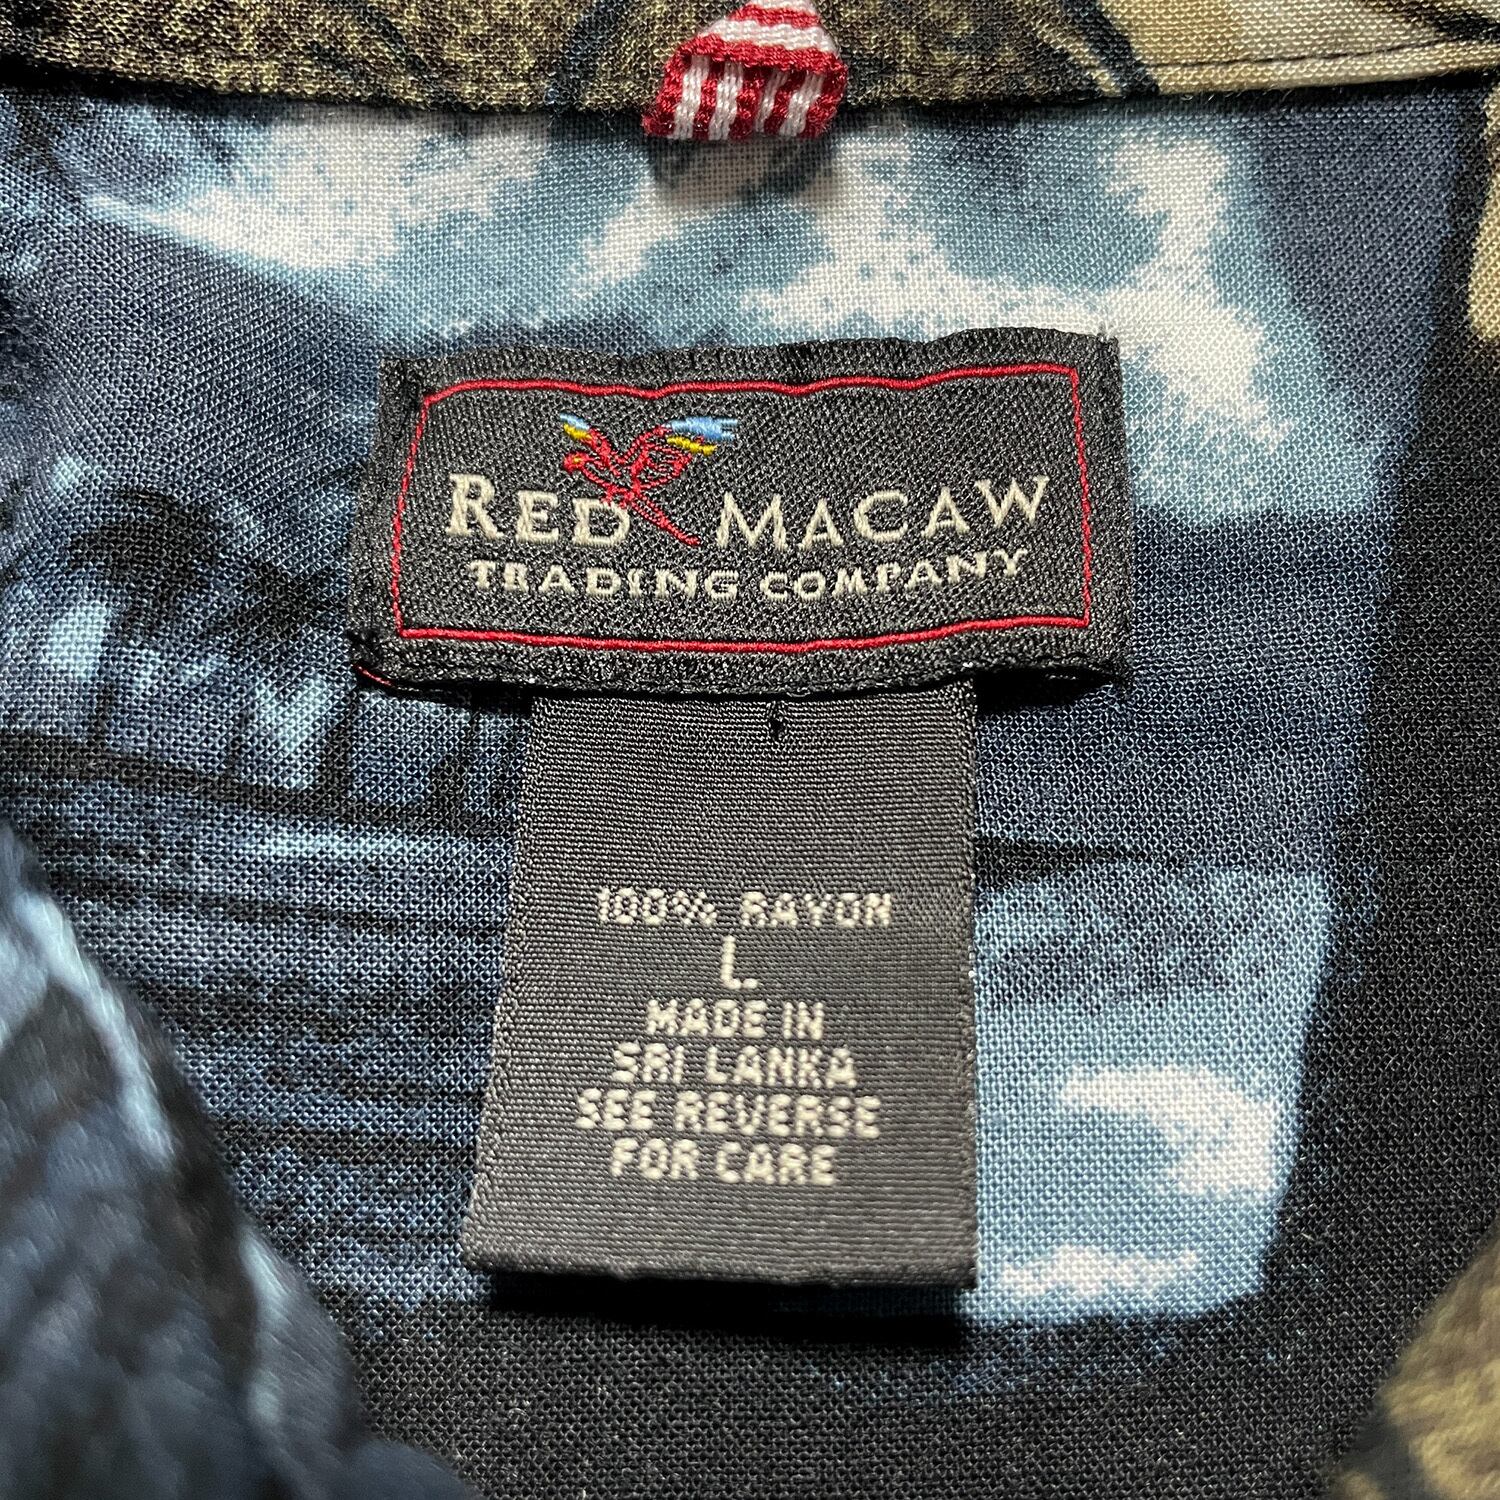 RED MACAW
TRADING COMPANY
100% RAYON
L
MADE IN
SRI LANKA
SEE REVERSE
FOR CARE